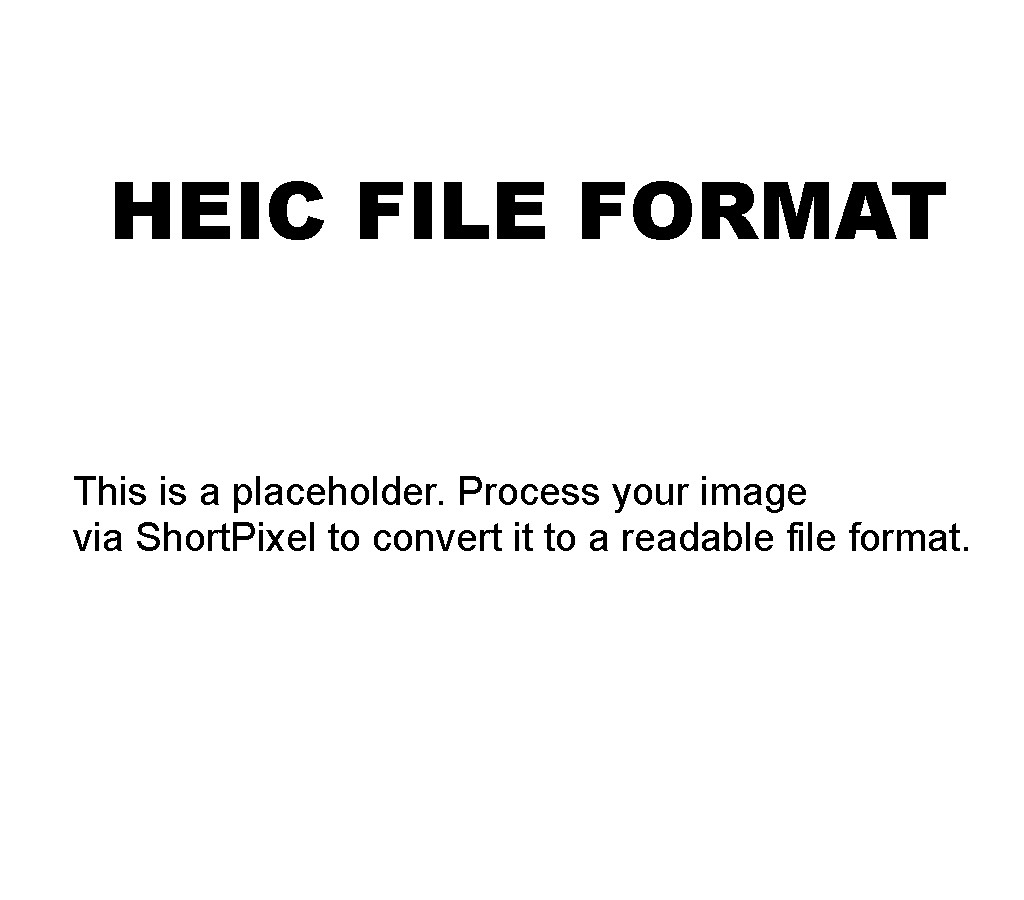 HEIC FILE FORMAT
This is a placeholder. Process your image
via ShortPixel to convert it to a readable file format.